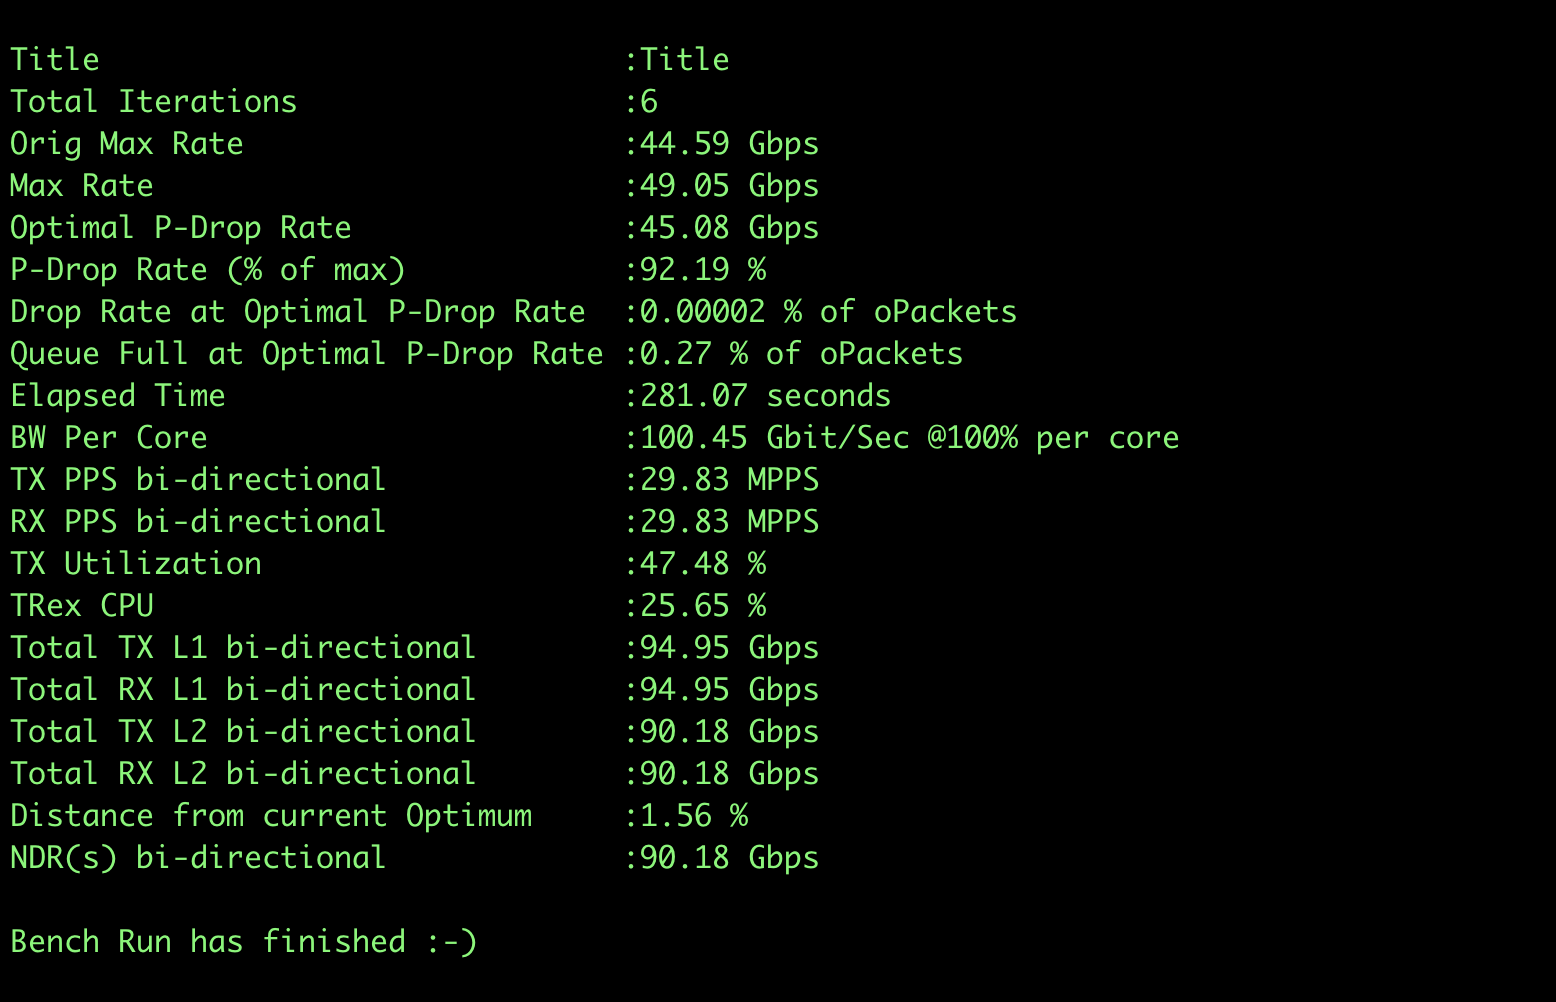 Title                             :Title
Total Iterations                  :6
Orig Max Rate                     :44.59 Gbps
Max Rate                          :49.05 Gbps
Optimal P-Drop Rate               :45.08 Gbps
P-Drop Rate (% of max)            :92.19 %
Drop Rate at Optimal P-Drop Rate  :0.00002 % of oPackets
Queue Full at Optimal P-Drop Rate :0.27 % of oPackets
Elapsed Time                      :281.07 seconds
BW Per Core                       :100.45 Gbit/Sec @100% per core
TX PPS bi-directional             :29.83 MPPS
RX PPS bi-directional             :29.83 MPPS
TX Utilization                    :47.48 %
TRex CPU                          :25.65 %
Total TX L1 bi-directional        :94.95 Gbps
Total RX L1 bi-directional        :94.95 Gbps
Total TX L2 bi-directional        :90.18 Gbps
Total RX L2 bi-directional        :90.18 Gbps
Distance from current Optimum     :1.56 %
NDR(s) bi-directional             :90.18 Gbps
Bench Run has finished :-)